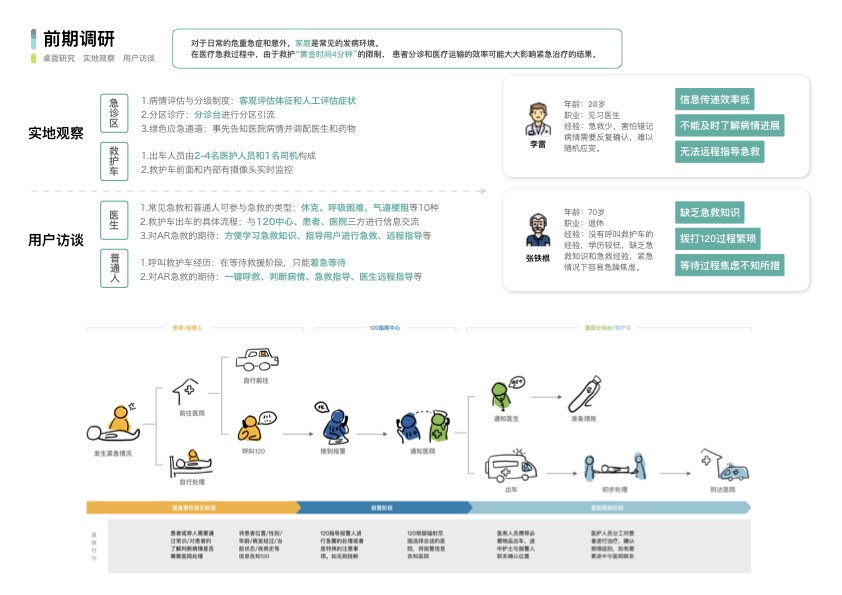 前期调研
桌面研究 实地观察 用户访谈
对于日常的危重急症和意外，家庭是常见的发病环境。
在医疗急救过程中，由于救护“黄金时间4分钟”的限制， 患者分诊和医疗运输的效率可能大大影响紧急治疗的结果。
实地观察
急诊区
1.病情评估与分级制度：客观评估体征和人工评估症状
2.分区诊疗：分诊台进行分区引流
3.绿色应急通道：事先告知医院病情并调配医生和药物
救护车
1.出车人员由2-4名医护人员和1名司机构成
2.救护车前面和内部有摄像头实时监控
用户访谈
医生
1.常见急救和普通人可参与急救的类型：休克、呼吸困难、气道梗阻等10种
2.救护车出车的具体流程：与120中心、患者、医院三方进行信息交流
3.对AR急救的期待：方便学习急救知识、指导用户进行急救、远程指导等
普通人
1.呼叫救护车经历：在等待救援阶段，只能着急等待
2.对AR急救的期待：一键呼救、判断病情、急救指导、医生远程指导等
李雷
年龄：28岁
职业：见习医生
经验：急救少，害怕错记
病情需要反复确认，难以
随机应变。
信息传递效率低
不能及时了解病情进展
无法远程指导急救
张铁根
年龄：70岁
职业：退休
经验：没有呼叫救护车的
经验，学历较低，缺乏急
救知识和急救经验，紧急
情况下容易急躁焦虑。
缺乏急救知识
拨打120过程繁琐
等待过程焦虑不知所措
患者/报警人
120指挥中心
医院分诊台/救护车
发生紧急情况
前往医院
自行处理
自行前往
呼叫120
接到报警
通知医院
通知医生
准备措施
出车
初步处理
到达医院
紧急事件发生阶段
报警阶段
医院救助阶段
具体行为
患者或旁人需要通
过常识/对患者的
了解判断病情是否
需要医院处理
将患者位置/性别/
年龄/病发经过/当
前状态/疾病史等
信息告知120
120指导报警人进
行急需的处理或者
是特殊的注意事
项，如无则挂断
120根据辐射范
围选择合适的医
院，将报警信息
告知医院
医务人员携带必
需物品出车，途
中护士与报警人
联系确认位置
医护人员分工对患
者进行治疗，确认
病情级别，如有需
要途中与医院联系